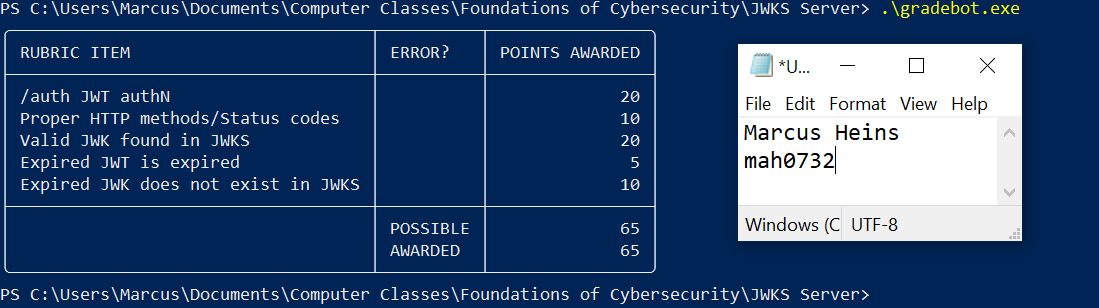 PS C:\Users\Marcus\Documents\Computer Classes\Foundations of Cybersecurity\JWKS Server> .\gradebot.exe
RUBRIC ITEM ERROR? POINTS AWARDED
/auth JWT authN 20
Proper HTTP methods/Status codes 10
Valid JWK found in JWKS 20
Expired JWT is expired 5
Expired JWK does not exist in JWKS 10
POSSIBLE 65
AWARDED 65
PS C:\Users\Marcus\Documents\Computer Classes\Foundations of Cybersecurity\JWKS Server>
*U...
File Edit Format View Help
Marcus Heins
mah0732
Windows (C UTF-8